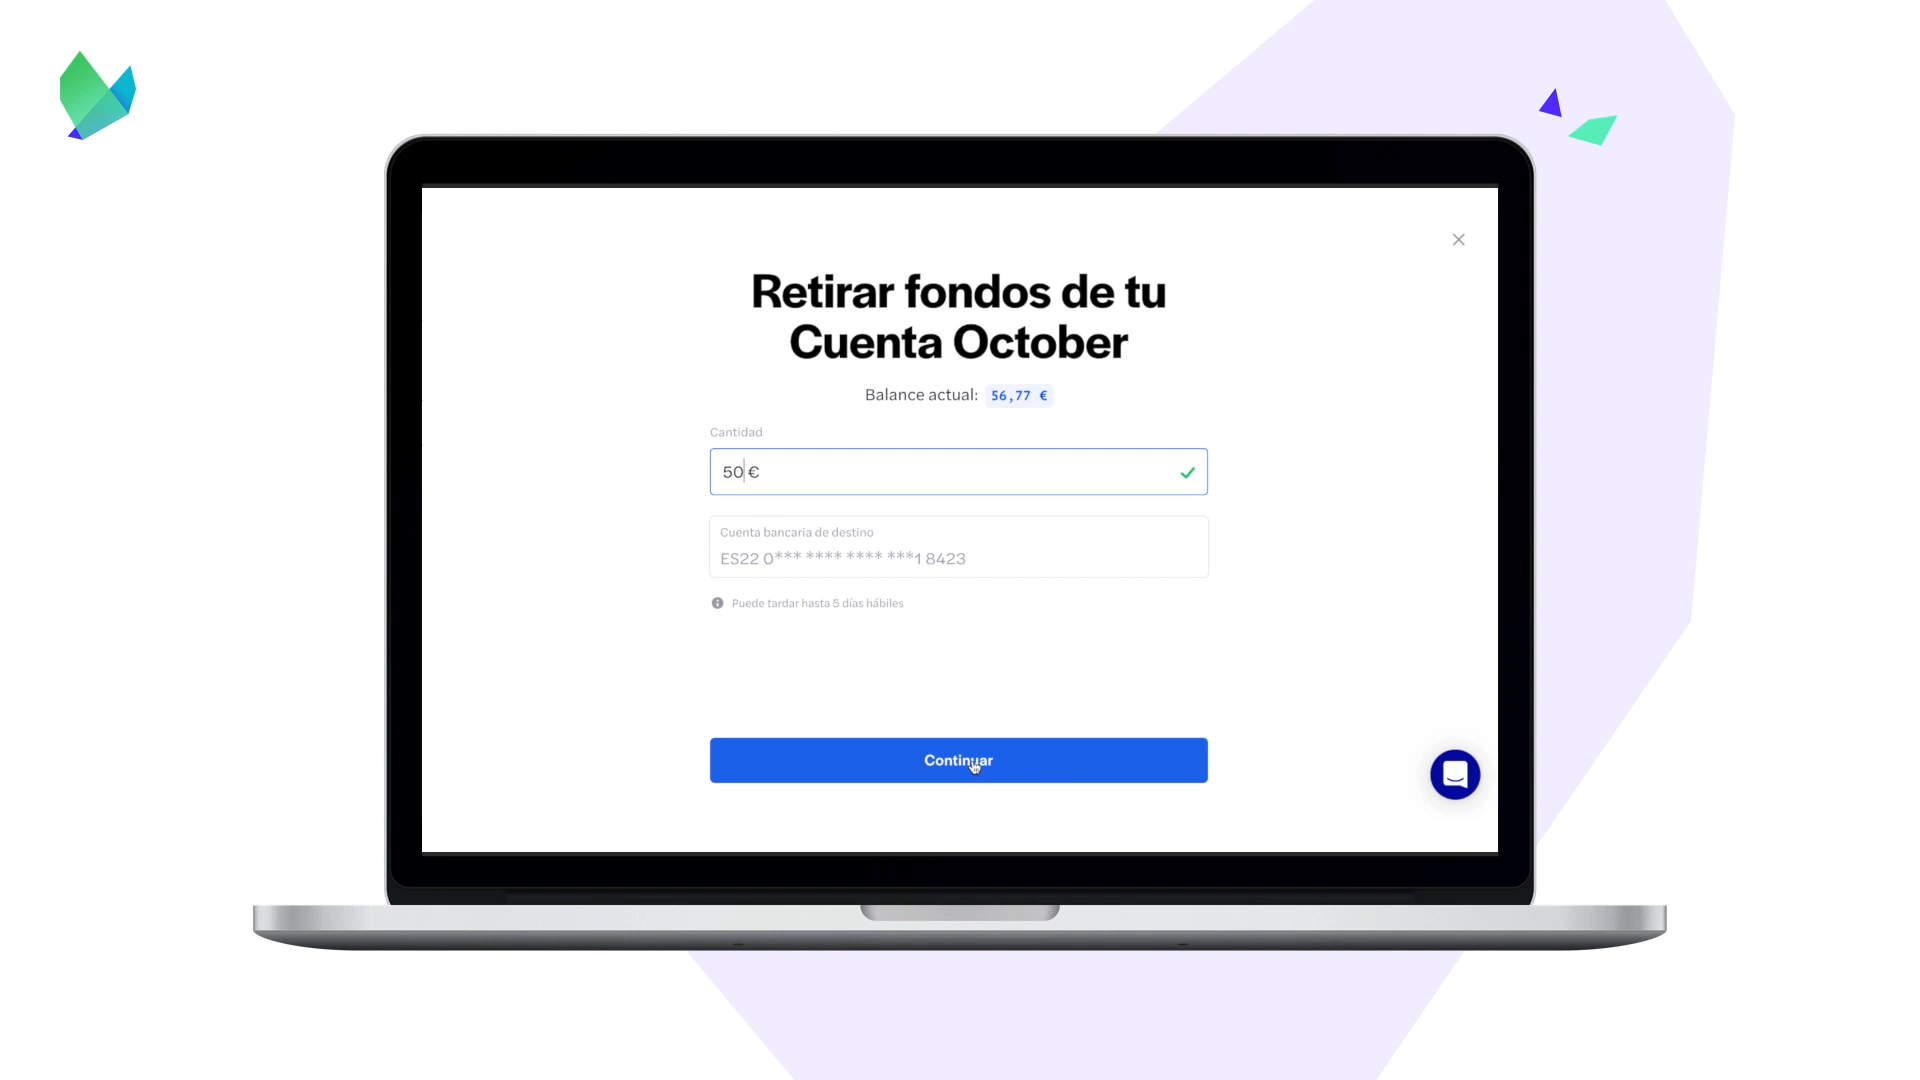 Retirar fondos de tu
Cuenta October
Balance actual: 56,77 €
Cantidad
50 €
Cuenta bancaria de destino
ES22 0*** **** **** ***1 8423
Puede tardar hasta 5 días hábiles
Continuar